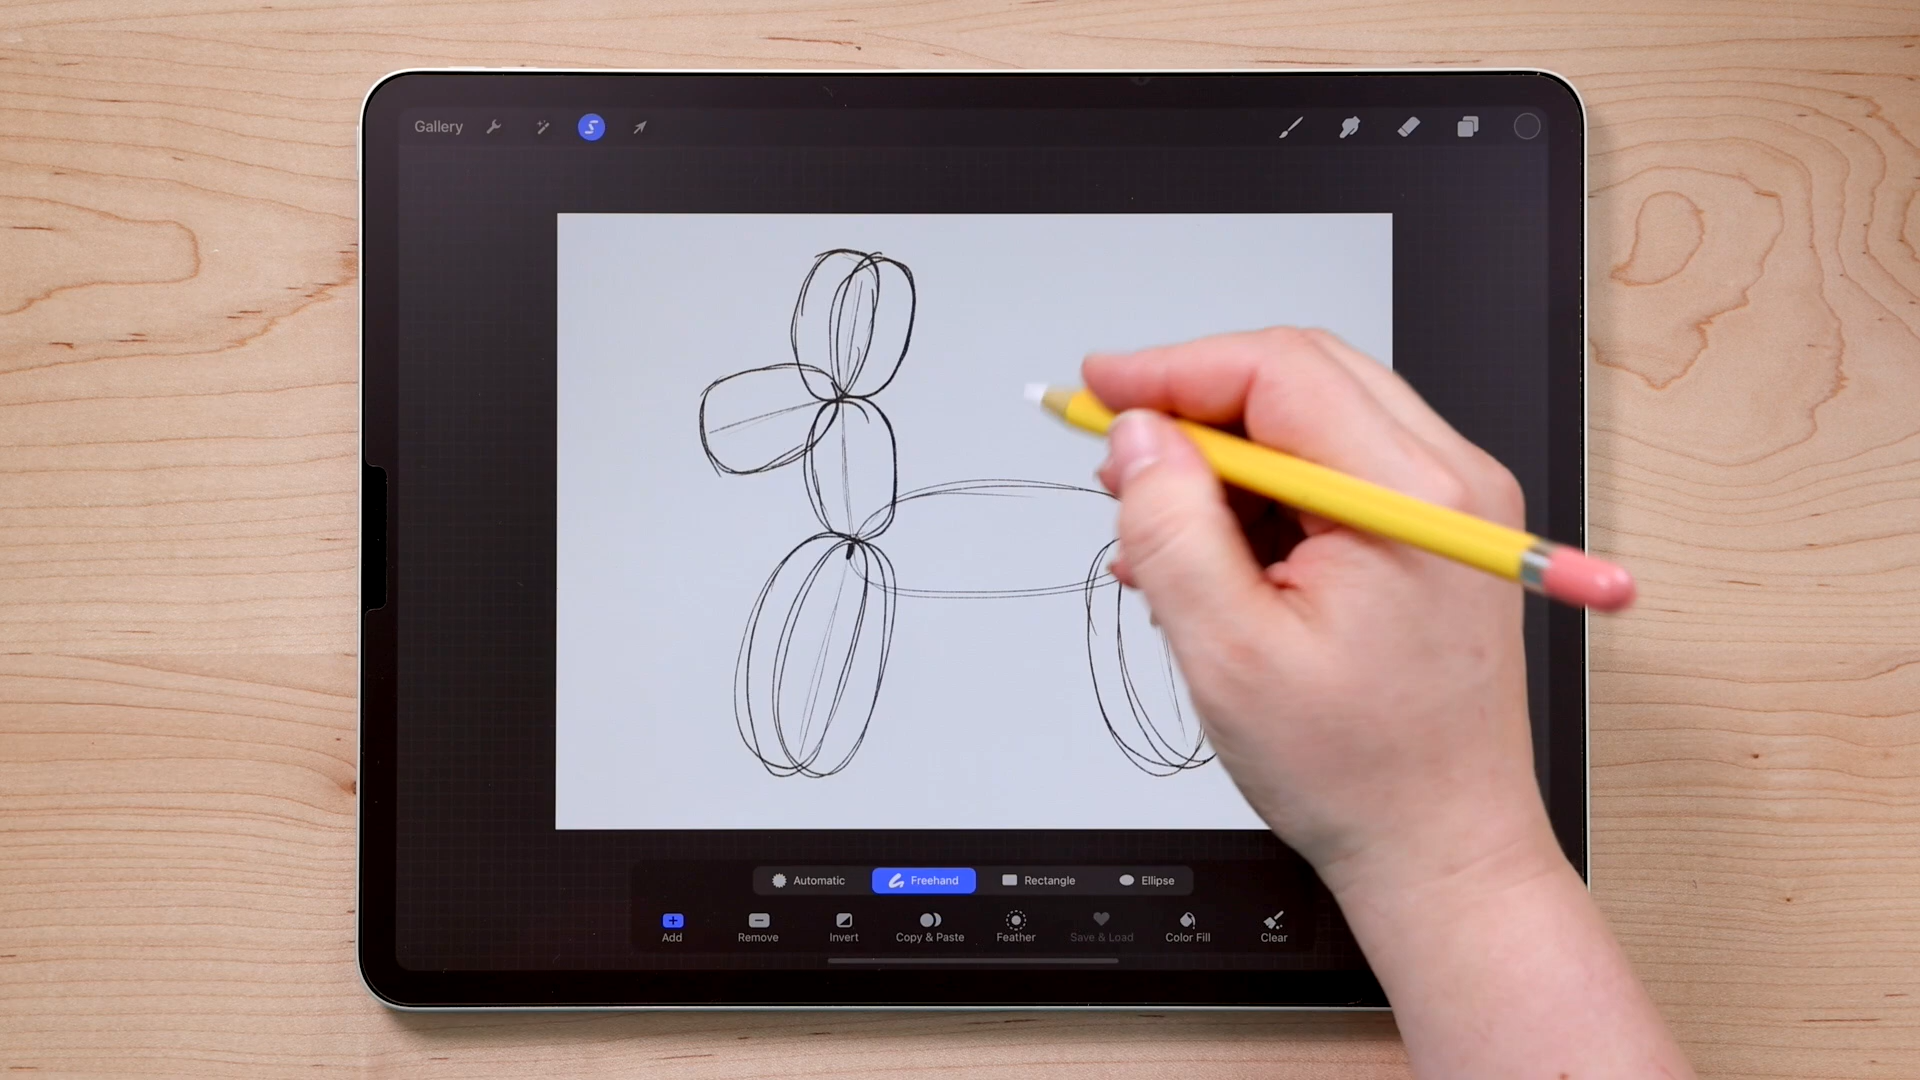 Gallery
Automatic Freehand Rectangle Ellipse
Add Remove Invert Copy & Paste Feather Save & Load Color Fill Clear